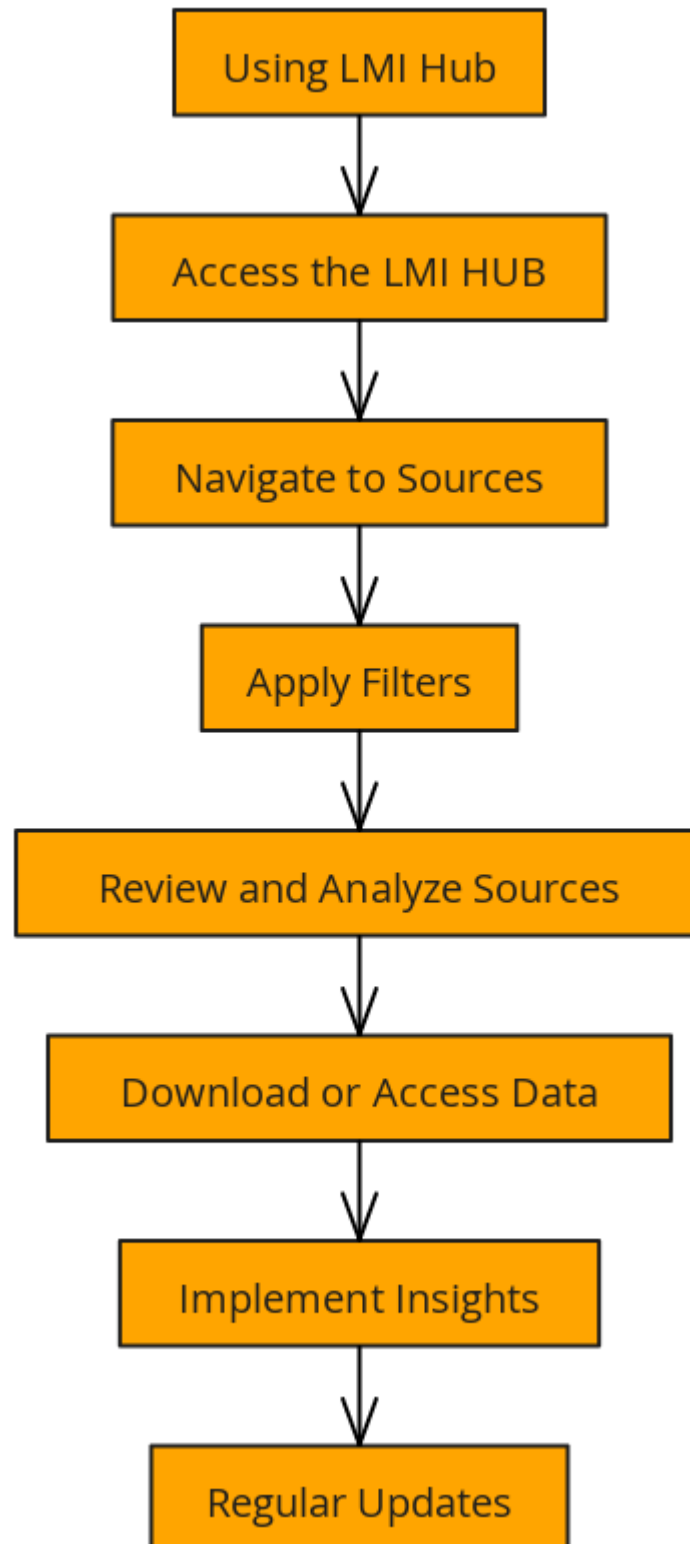 Using LMI Hub
Access the LMI HUB
Navigate to Sources
Apply Filters
Review and Analyze Sources
Download or Access Data
Implement Insights
Regular Updates